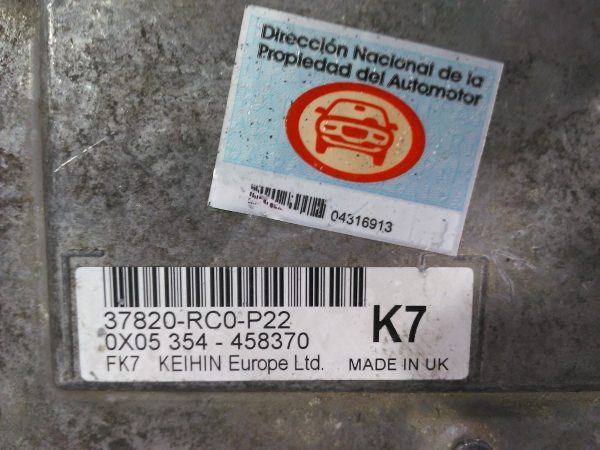 Dirección Nacional de la
Propiedad del Automotor
04316913
37820-RC0-P22
0X05 354 - 458370
K7
FK7 KEIHIN Europe Ltd.
MADE IN UK